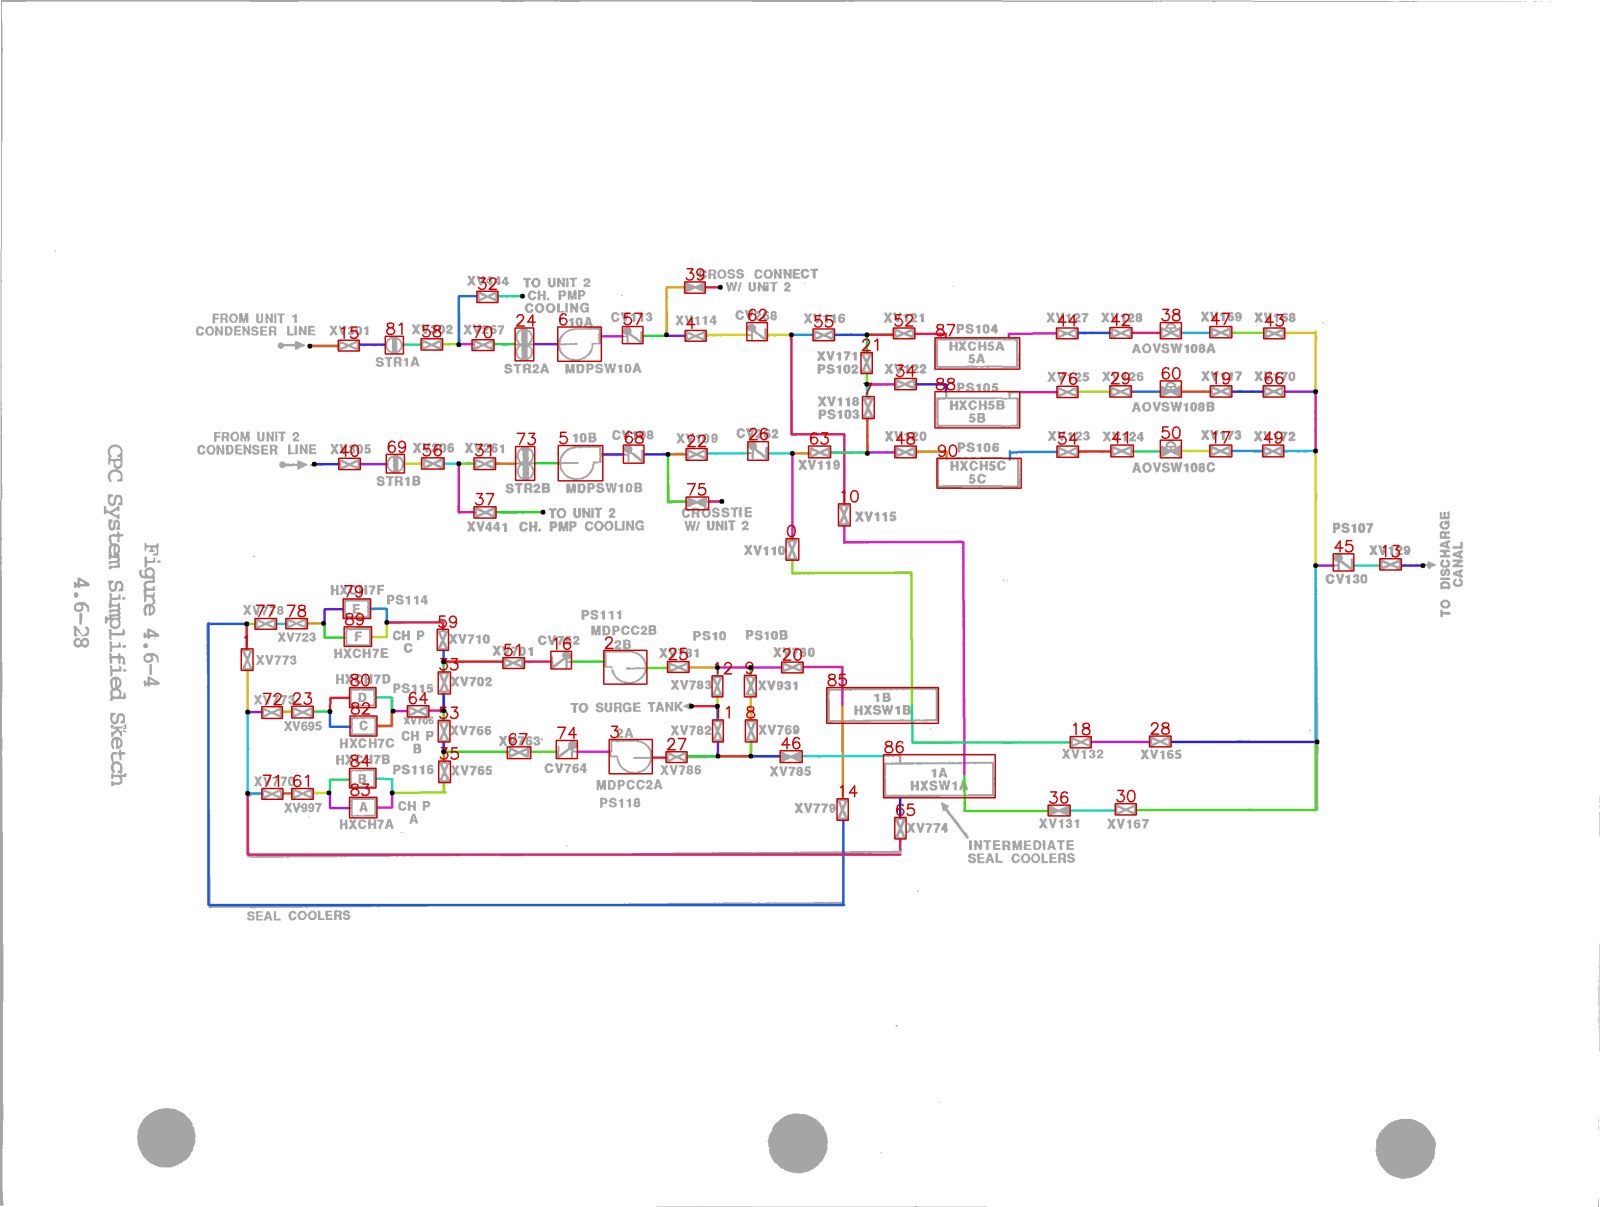 39 CROSS CONNECT
W/ UNIT 2
32 TO UNIT 2
CH. PMP
COOLING
FROM UNIT 1
CONDENSER LINE
15 81 58 70 24 6 10A 57 4 62 55 52 87 PS104 44 42 38 47 43
STR1A STR2A MDPSW10A
21
XV171
PS102
HXCH5A
5A
AOVSW108A
34 88 PS105 76 29 60 19 66
7
XV118
PS103
HXCH5B
5B
AOVSW108B
FROM UNIT 2
CONDENSER LINE
40 69 56 31 73 5 10B 68 22 26 63 48 90 PS106 54 41 50 17 49
STR1B STR2B MDPSW10B XV119
HXCH5C
5C
AOVSW108C
37 75 10
XV441 TO UNIT 2
CH. PMP COOLING
CROSSTIE
W/ UNIT 2
XV115
0
XV110
PS107
45 13
CV130
TO DISCHARGE
CANAL
79 PS114
77 78 89 59
E
F
XV723 HXCH7E CH P
C
XV710
PS111
MDPCC2B
2B
51 16 2 25
PS10 PS10B
20
XV773
XV702 XV783 XV931
80 PS115
D
72 23 82 64
C
XV695 HXCH7C CH P
B
XV766
TO SURGE TANK
XV782 8 XV769
85
1B
HXSW1B
18 28
XV132 XV165
84 PS116
B
71 61 83
A
XV997 HXCH7A CH P
A
XV765
67 74 3 2A 27 46
CV764 XV786 XV785
MDPCC2A
PS118
86
1A
HXSW1A
XV779 14
65
XV774
36 30
XV131 XV167
INTERMEDIATE
SEAL COOLERS
SEAL COOLERS
Figure 4.6-4
CPC System Simplified Sketch
4.6-28